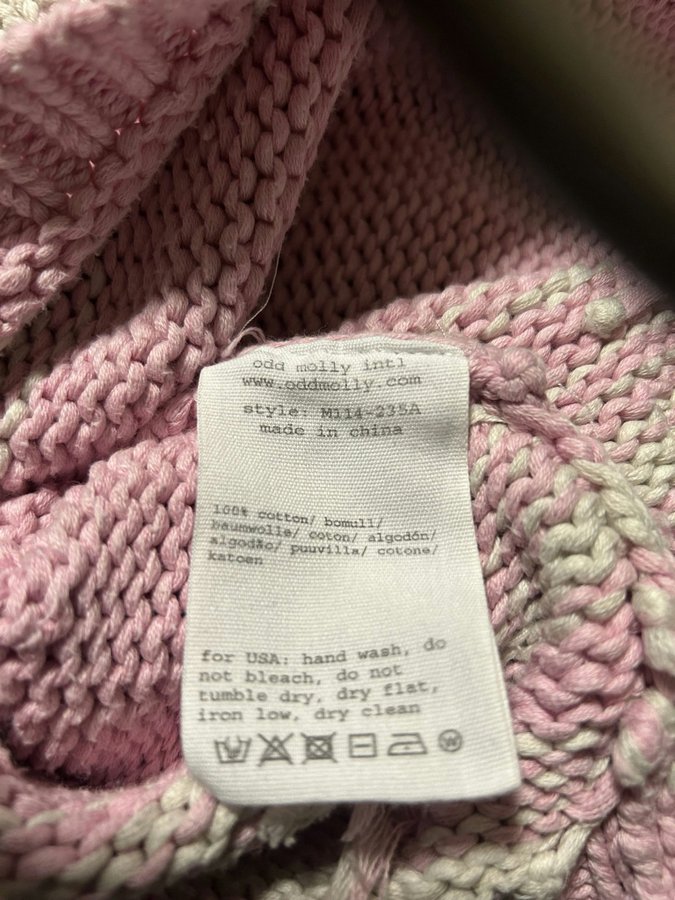 odd molly intl
www.oddmolly.com
style: M114-235A
made in china
100% cotton/ bomull/
baumwolle/ coton/ algodón/
algodão/ puuvilla/ cotone/
katoen
for USA: hand wash, do
not bleach, do not
tumble dry, dry flat,
iron low, dry clean
W